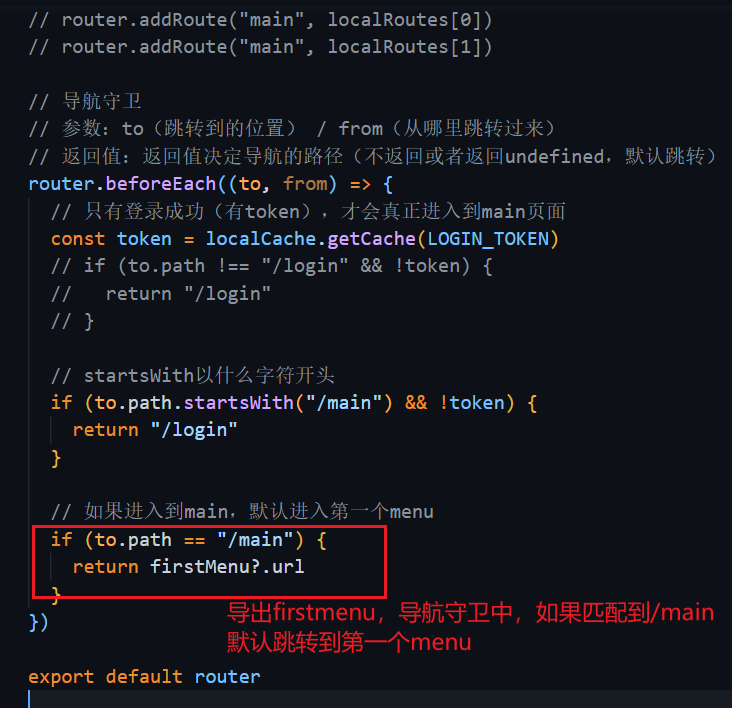 // router.addRoute("main", localRoutes[0])
// router.addRoute("main", localRoutes[1])
// 导航守卫
// 参数：to（跳转到的位置） / from（从哪里跳转过来）
// 返回值：返回值决定导航的路径（不返回或者返回undefined，默认跳转）
router.beforeEach((to, from) => {
// 只有登录成功（有token），才会真正进入到main页面
const token = localCache.getCache(LOGIN_TOKEN)
// if (to.path !== "/login" && !token) {
//   return "/login"
// }
// startsWith以什么字符开头
if (to.path.startsWith("/main") && !token) {
return "/login"
}
// 如果进入到main，默认进入第一个menu
if (to.path == "/main") {
return firstMenu?.url
}
导出firstmenu，导航守卫中，如果匹配到/main
})
默认跳转到第一个menu
export default router